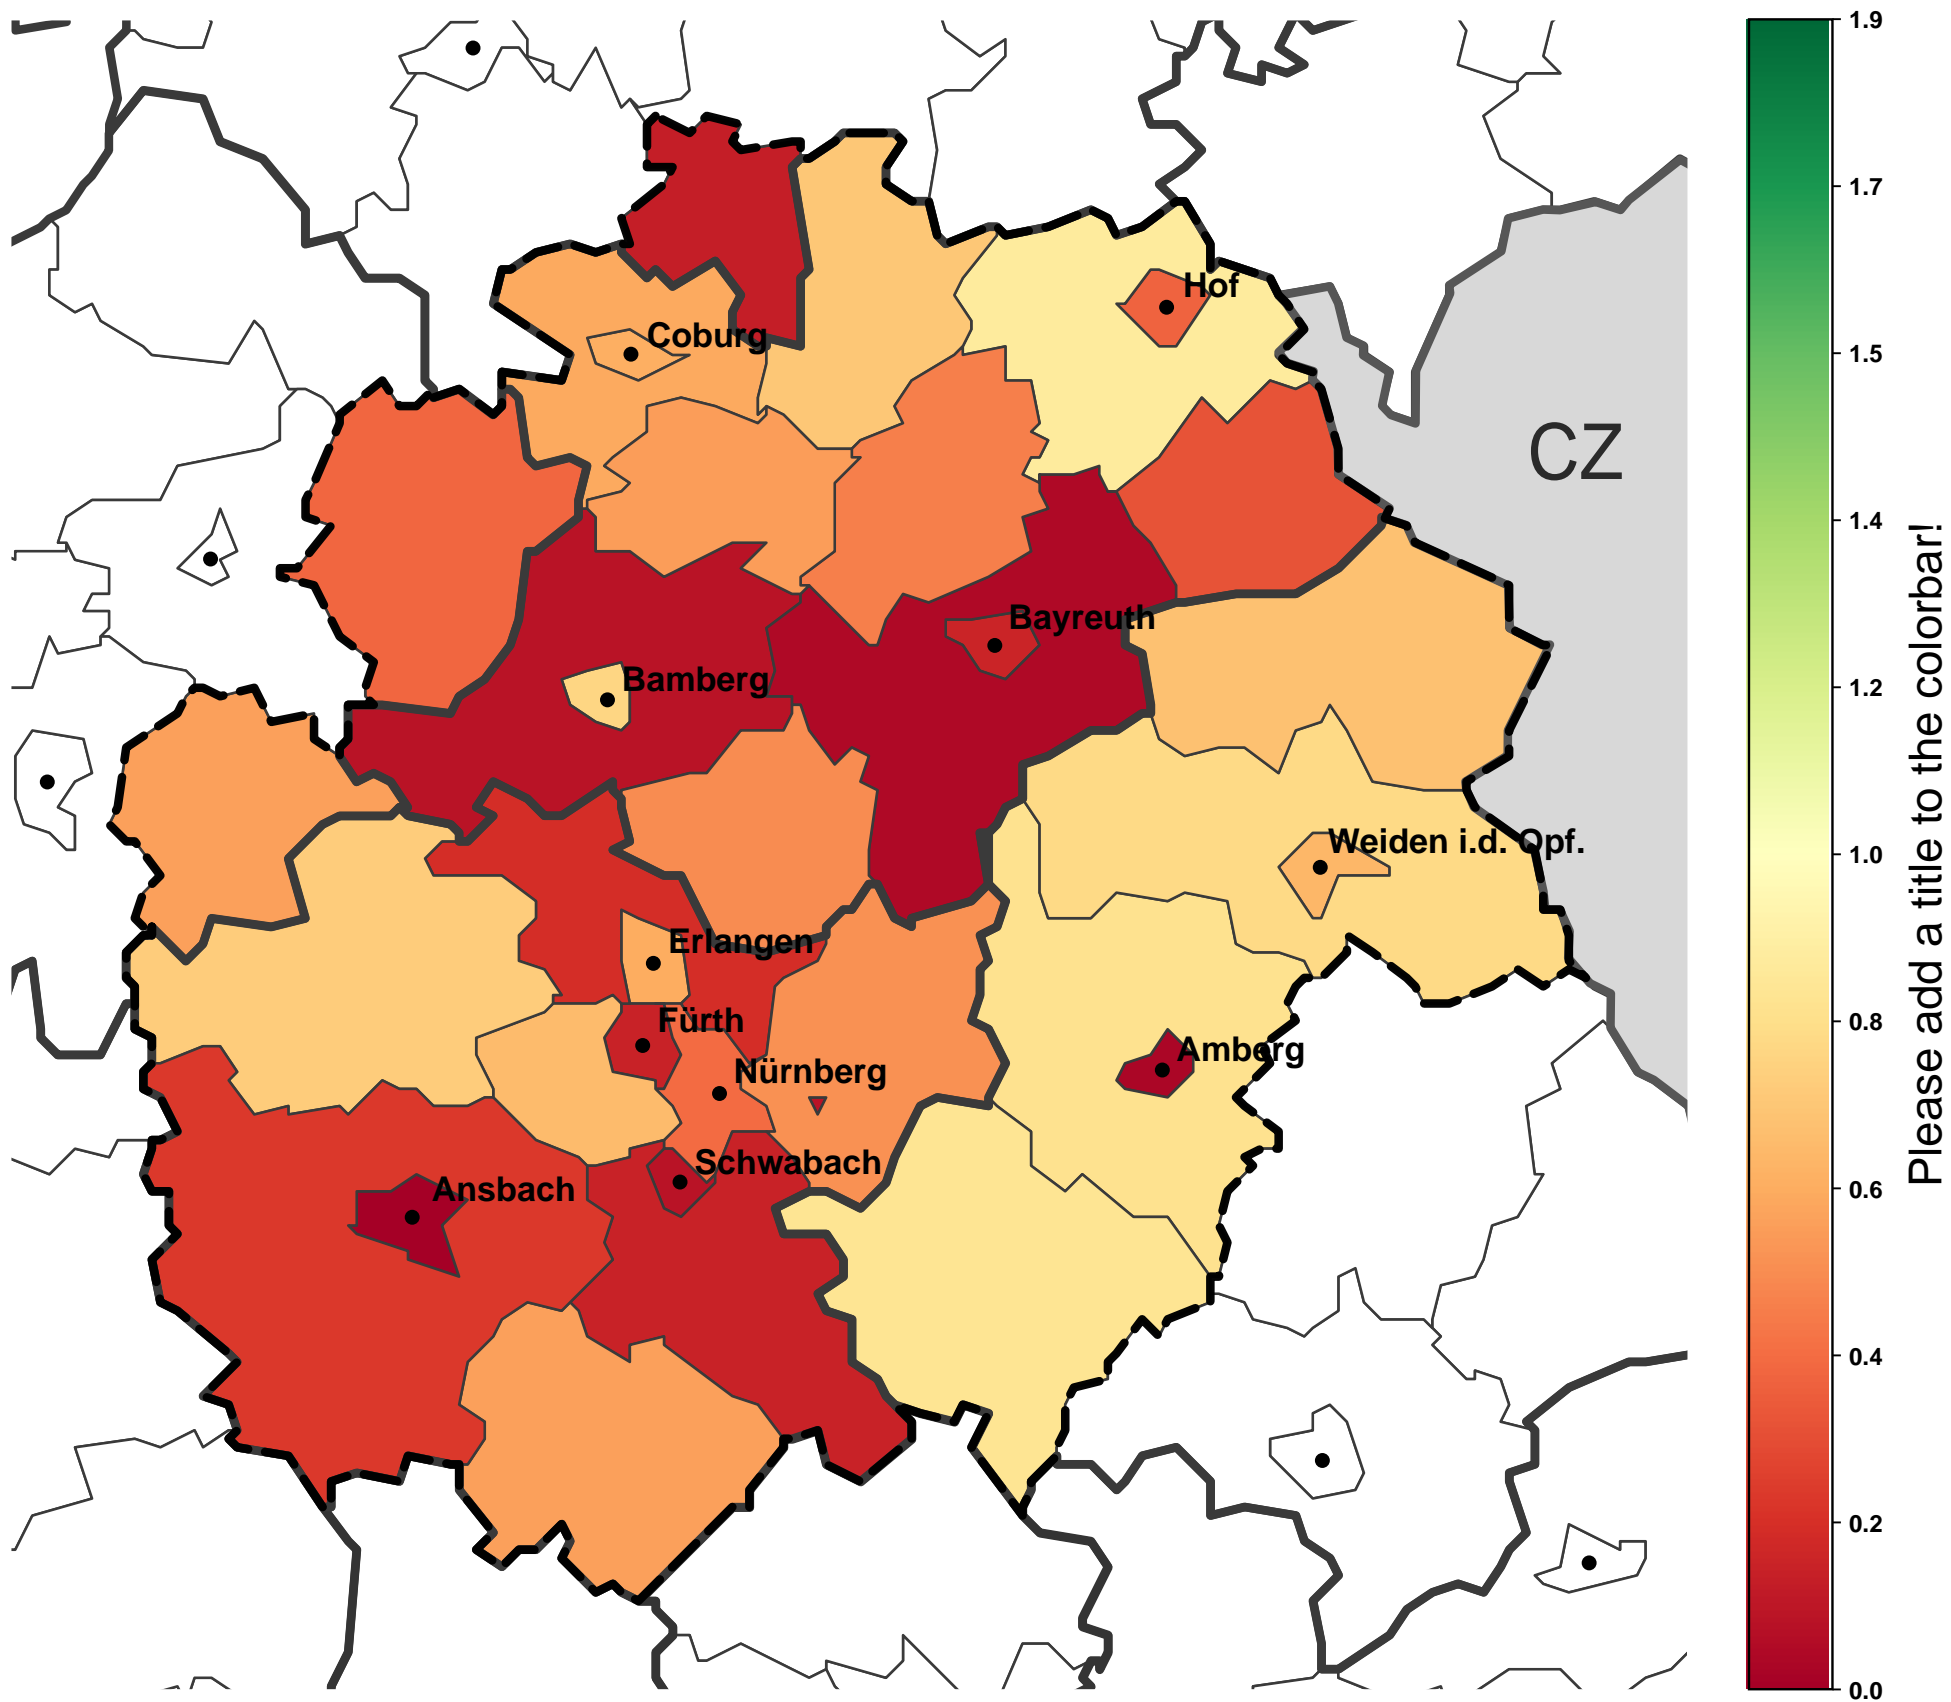 1.9
1.7
1.5
1.4
1.2
1.0
0.8
0.6
0.4
0.2
0.0
Please add a title to the colorbar!
Hof
Coburg
CZ
Bayreuth
Bamberg
Weiden i.d. Opf.
Erlangen
Fürth
Amberg
Nürnberg
Schwabach
Ansbach